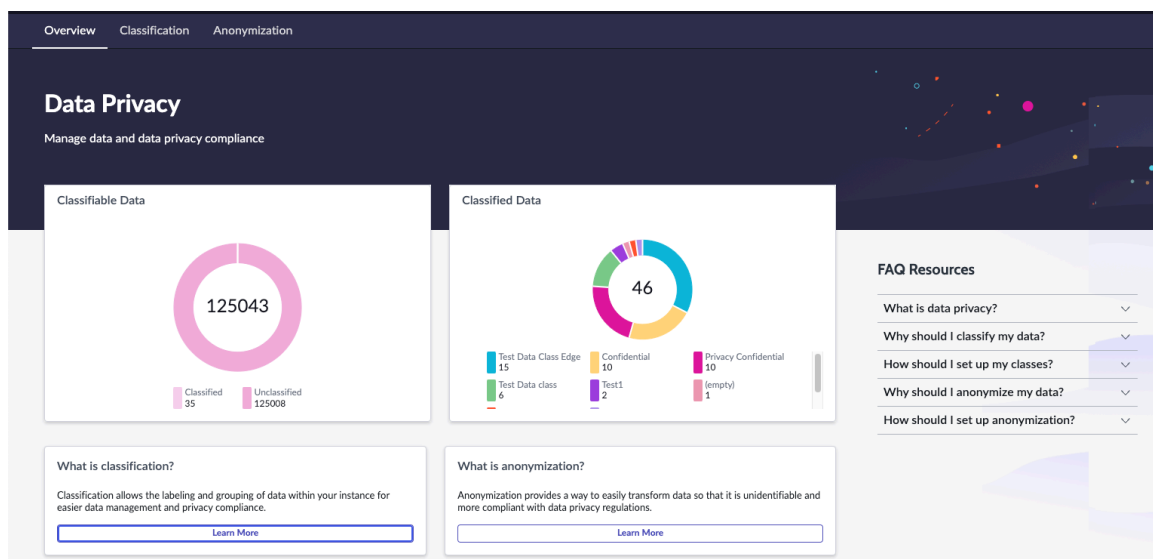 Overview Classification Anonymization
Data Privacy
Manage data and data privacy compliance
Classifiable Data
125043
Classified
35
Unclassified
125008
Classified Data
46
Test Data Class Edge
15
Confidential
10
Privacy Confidential
10
Test Data class
6
Test1
2
(empty)
1
FAQ Resources
What is data privacy?
Why should I classify my data?
How should I set up my classes?
Why should I anonymize my data?
How should I set up anonymization?
What is classification?
Classification allows the labeling and grouping of data within your instance for
easier data management and privacy compliance.
Learn More
What is anonymization?
Anonymization provides a way to easily transform data so that it is unidentifiable and
more compliant with data privacy regulations.
Learn More